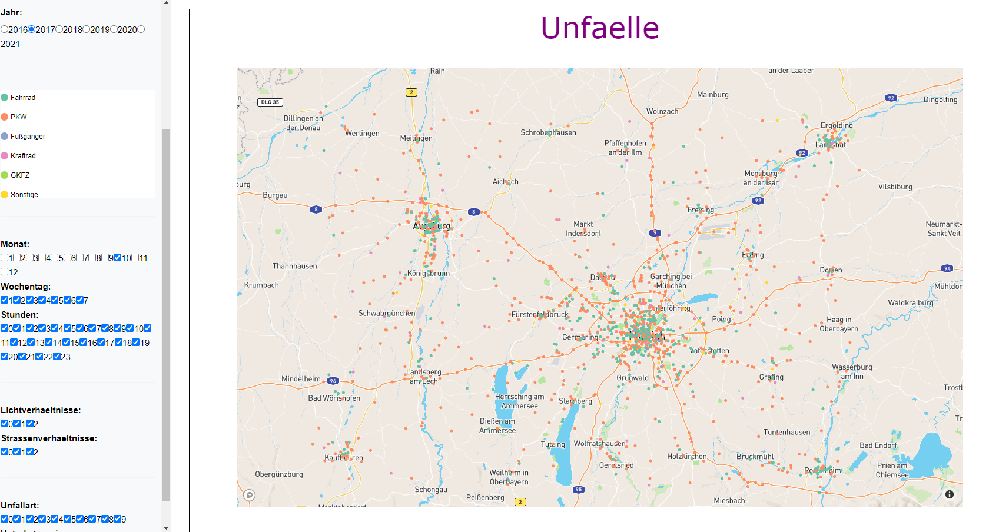 Jahr:
2016 2017 2018 2019 2020
2021
Fahrrad
PKW
Fußgänger
Kraftrad
GKFZ
Sonstige
Monat:
1 2 3 4 5 6 7 8 9 10 11
12
Wochentag:
1 2 3 4 5 6 7
Stunden:
0 1 2 3 4 5 6 7 8 9 10
11 12 13 14 15 16 17 18 19
20 21 22 23
Lichtverhaeltnisse:
0 1 2
Strassenverhaeltnisse:
0 1 2
Unfallart:
0 1 2 3 4 5 6 7 8 9
Unfaelle
Rain
an der Laaber
2
Mainburg
92
Dingolfing
DLG 35
Wolnzach
Dillingen an
der Donau
Wertingen
Meitingen
Schrobenhausen
Ergolding
Landshut
Pfaffenhofen
an der Ilm
92
Moosburg
an der Isar
Aichach
Burgau
Vilsbiburg
8
8
92
Freising
Augsburg
Markt
Indersdorf
9
Neumarkt-
Sankt Veit
Erding
Thannhausen
Königsbrunn
Dachau
Garching bei
München
Dorfen
94
Krumbach
Mühldor
Waldkraiburg
Schwabmünchen
Fürstenfeldbruck
Unterföhring
Poing
Haag in
Oberbayern
Germering
Munich
Vaterstetten
Wasserburg
am Inn
Landsberg
am Lech
Mindelheim
96
Grünwald
Grafing
Trostb
Bad Wörishofen
Herrsching am
Ammersee
Starnberg
Dießen am
Ammersee
Tr
Tuntenhausen
Tutzing
Wolfratshausen
Bad Endorf
Kaufbeuren
Holzkirchen
Bruckmühl
Geretsried
Rosenheim
Prien am
Chiemsee
Obergünzburg
Weilheim in
Oberbayern
Schongau
95
Peißenberg
2
Miesbach
Marktoberdorf